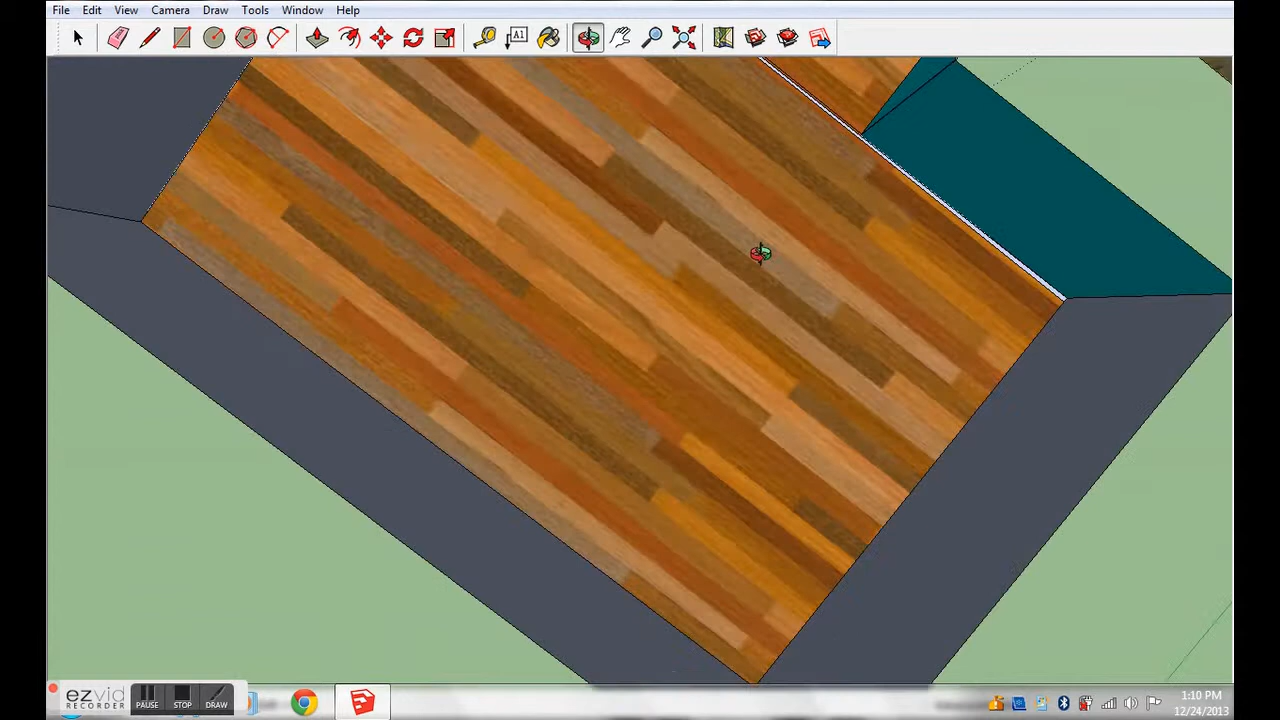 File Edit View Camera Draw Tools Window Help
A1
ezvid
RECORDER
PAUSE STOP DRAW
1:10 PM
12/24/2013